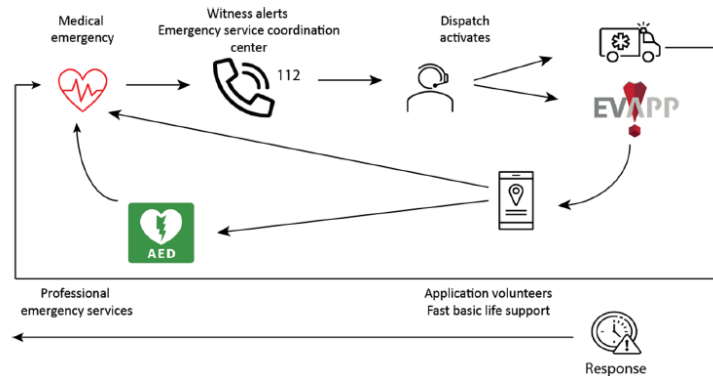 Medical
emergency
Witness alerts
Emergency service coordination
center
112
Dispatch
activates
EVAPP
AED
Professional
emergency services
Application volunteers
Fast basic life support
Response